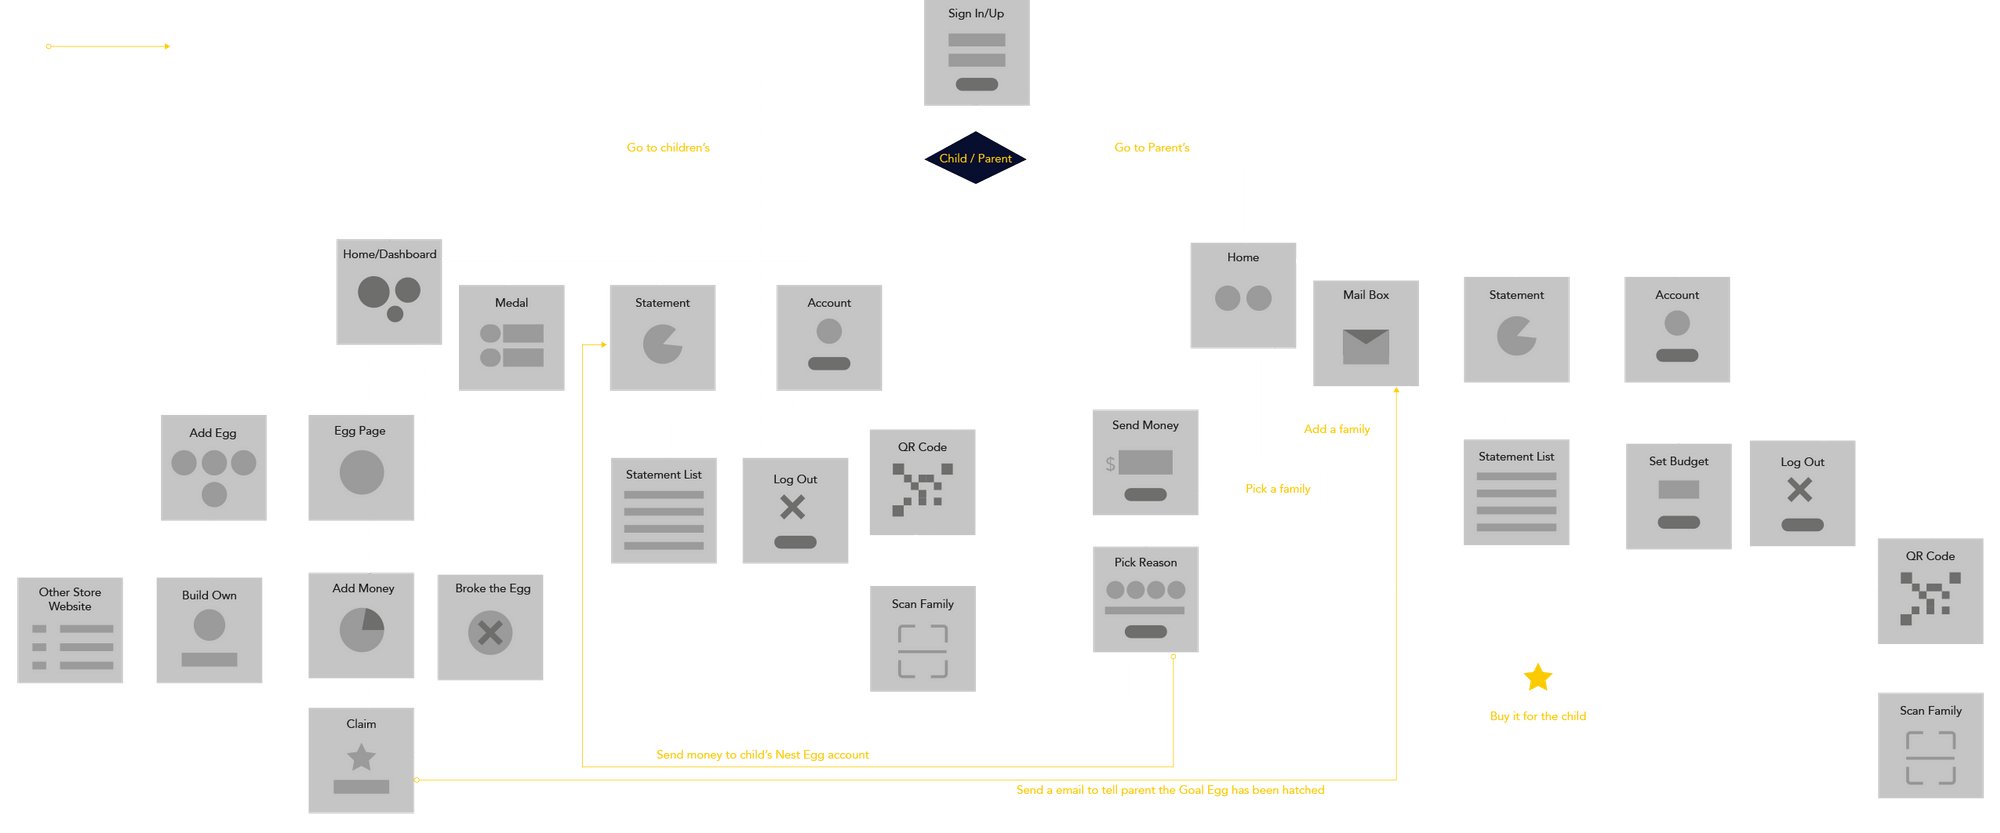 Sign In/Up
Go to children's
Child / Parent
Go to Parent's
Home/Dashboard
Medal
Statement
Account
Home
Mail Box
Statement
Account
Add Egg
Egg Page
Statement List
Log Out
QR Code
Send Money
$
Add a family
Pick a family
Statement List
Set Budget
Log Out
QR Code
Other Store
Website
Build Own
Add Money
Broke the Egg
Scan Family
Pick Reason
Claim
Buy it for the child
Scan Family
Send money to child's Nest Egg account
Send a email to tell parent the Goal Egg has been hatched